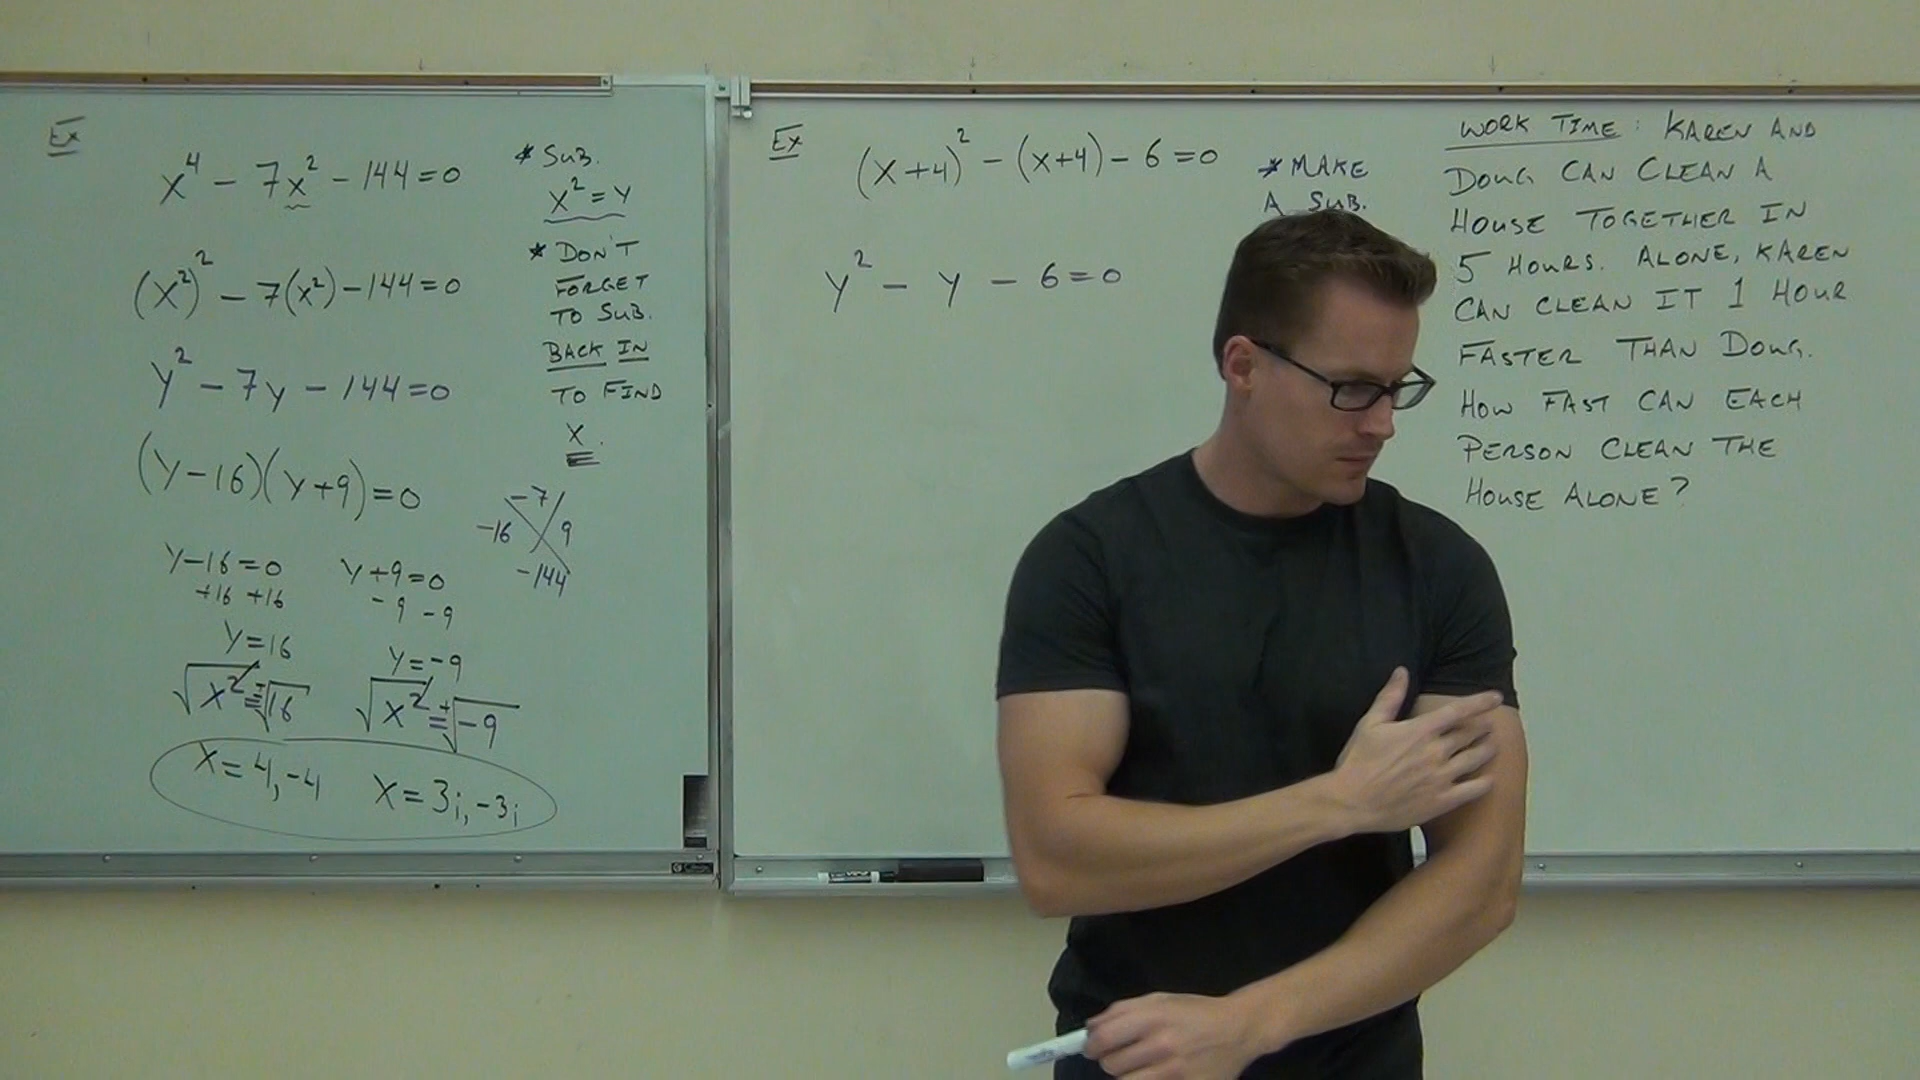 Ex
x⁴ - 7x² - 144 = 0
(x²)² - 7(x²) - 144 = 0
y² - 7y - 144 = 0
(y-16)(y+9) = 0
y-16=0   y+9=0
+16 +16   -9 -9
y=16   y=-9
√x² = ±√16   √x² = ±√-9
x=4,-4   x=3i,-3i
* SUB.
x² = y
* DON'T
FORGET
TO SUB.
BACK IN
TO FIND
X.
-7
-16 9
-144
Ex
(x+4)² - (x+4) - 6 = 0
y² - y - 6 = 0
* MAKE
A SUB.
WORK TIME: KAREN AND
DOUG CAN CLEAN A
HOUSE TOGETHER IN
5 HOURS. ALONE, KAREN
CAN CLEAN IT 1 HOUR
FASTER THAN DOUG.
HOW FAST CAN EACH
PERSON CLEAN THE
HOUSE ALONE?